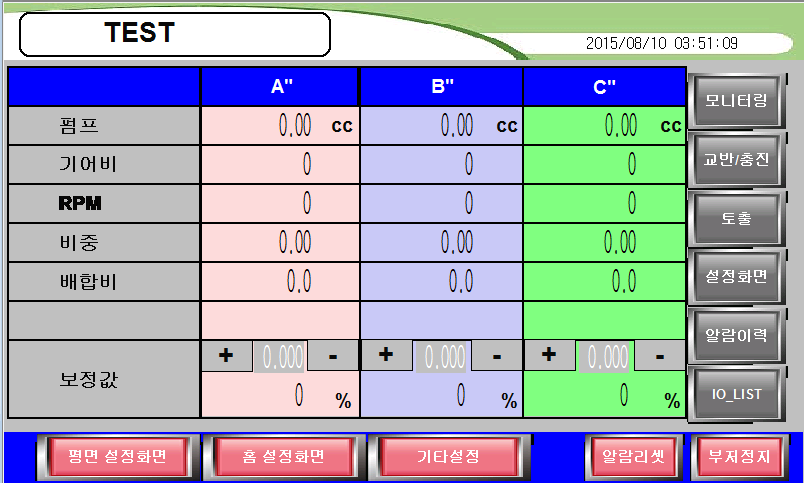 TEST
2015/08/10 03:51:09
A" B" C"
펌프 0.00 cc 0.00 cc 0.00 cc
기어비 0 0 0
RPM 0 0 0
비중 0.00 0.00 0.00
배합비 0.0 0.0 0.0
보정값 + 0.000 - + 0.000 - + 0.000 -
0 % 0 % 0 %
모니터링
교반/충진
토출
설정화면
알람이력
IO_LIST
평면 설정화면 홈 설정화면 기타설정 알람리셋 부저정지